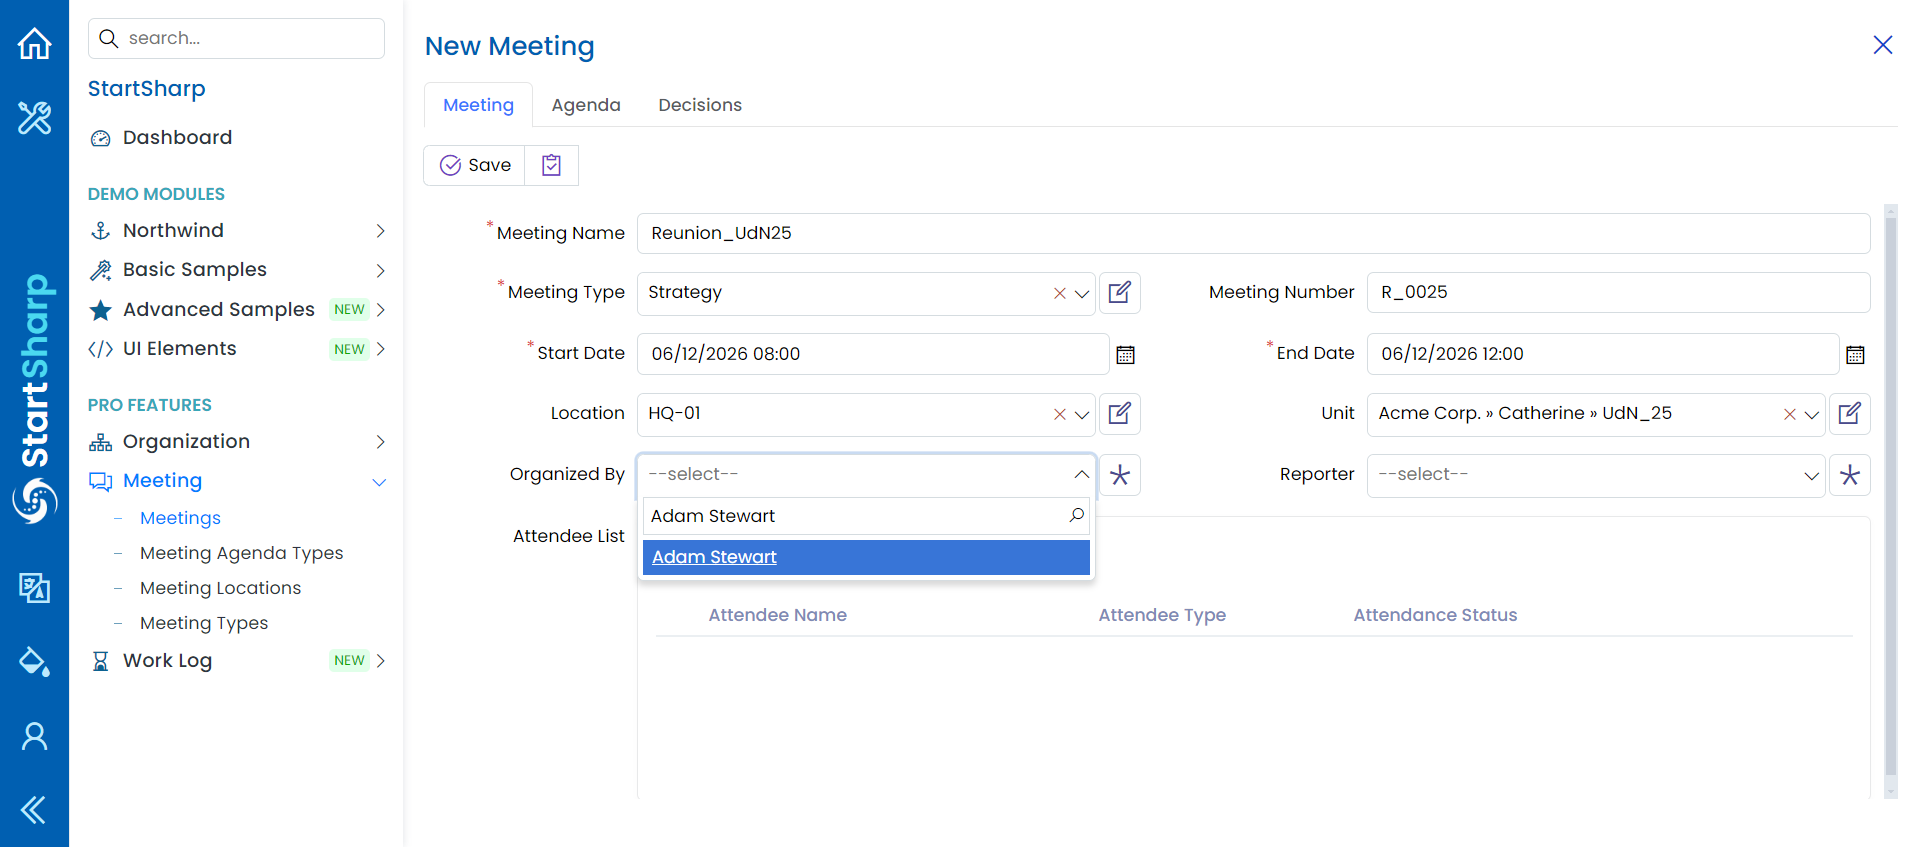 search...
StartSharp
Dashboard
DEMO MODULES
Northwind
Basic Samples
Advanced Samples NEW
UI Elements NEW
PRO FEATURES
Organization
Meeting
Meetings
Meeting Agenda Types
Meeting Locations
Meeting Types
Work Log NEW
StartSharp
New Meeting
Meeting Agenda Decisions
Save
* Meeting Name Reunion_UdN25
* Meeting Type Strategy
Meeting Number R_0025
* Start Date 06/12/2026 08:00
* End Date 06/12/2026 12:00
Location HQ-01
Unit Acme Corp. » Catherine » UdN_25
Organized By --select--
Reporter --select--
Adam Stewart
Adam Stewart
Attendee List
Attendee Name Attendee Type Attendance Status